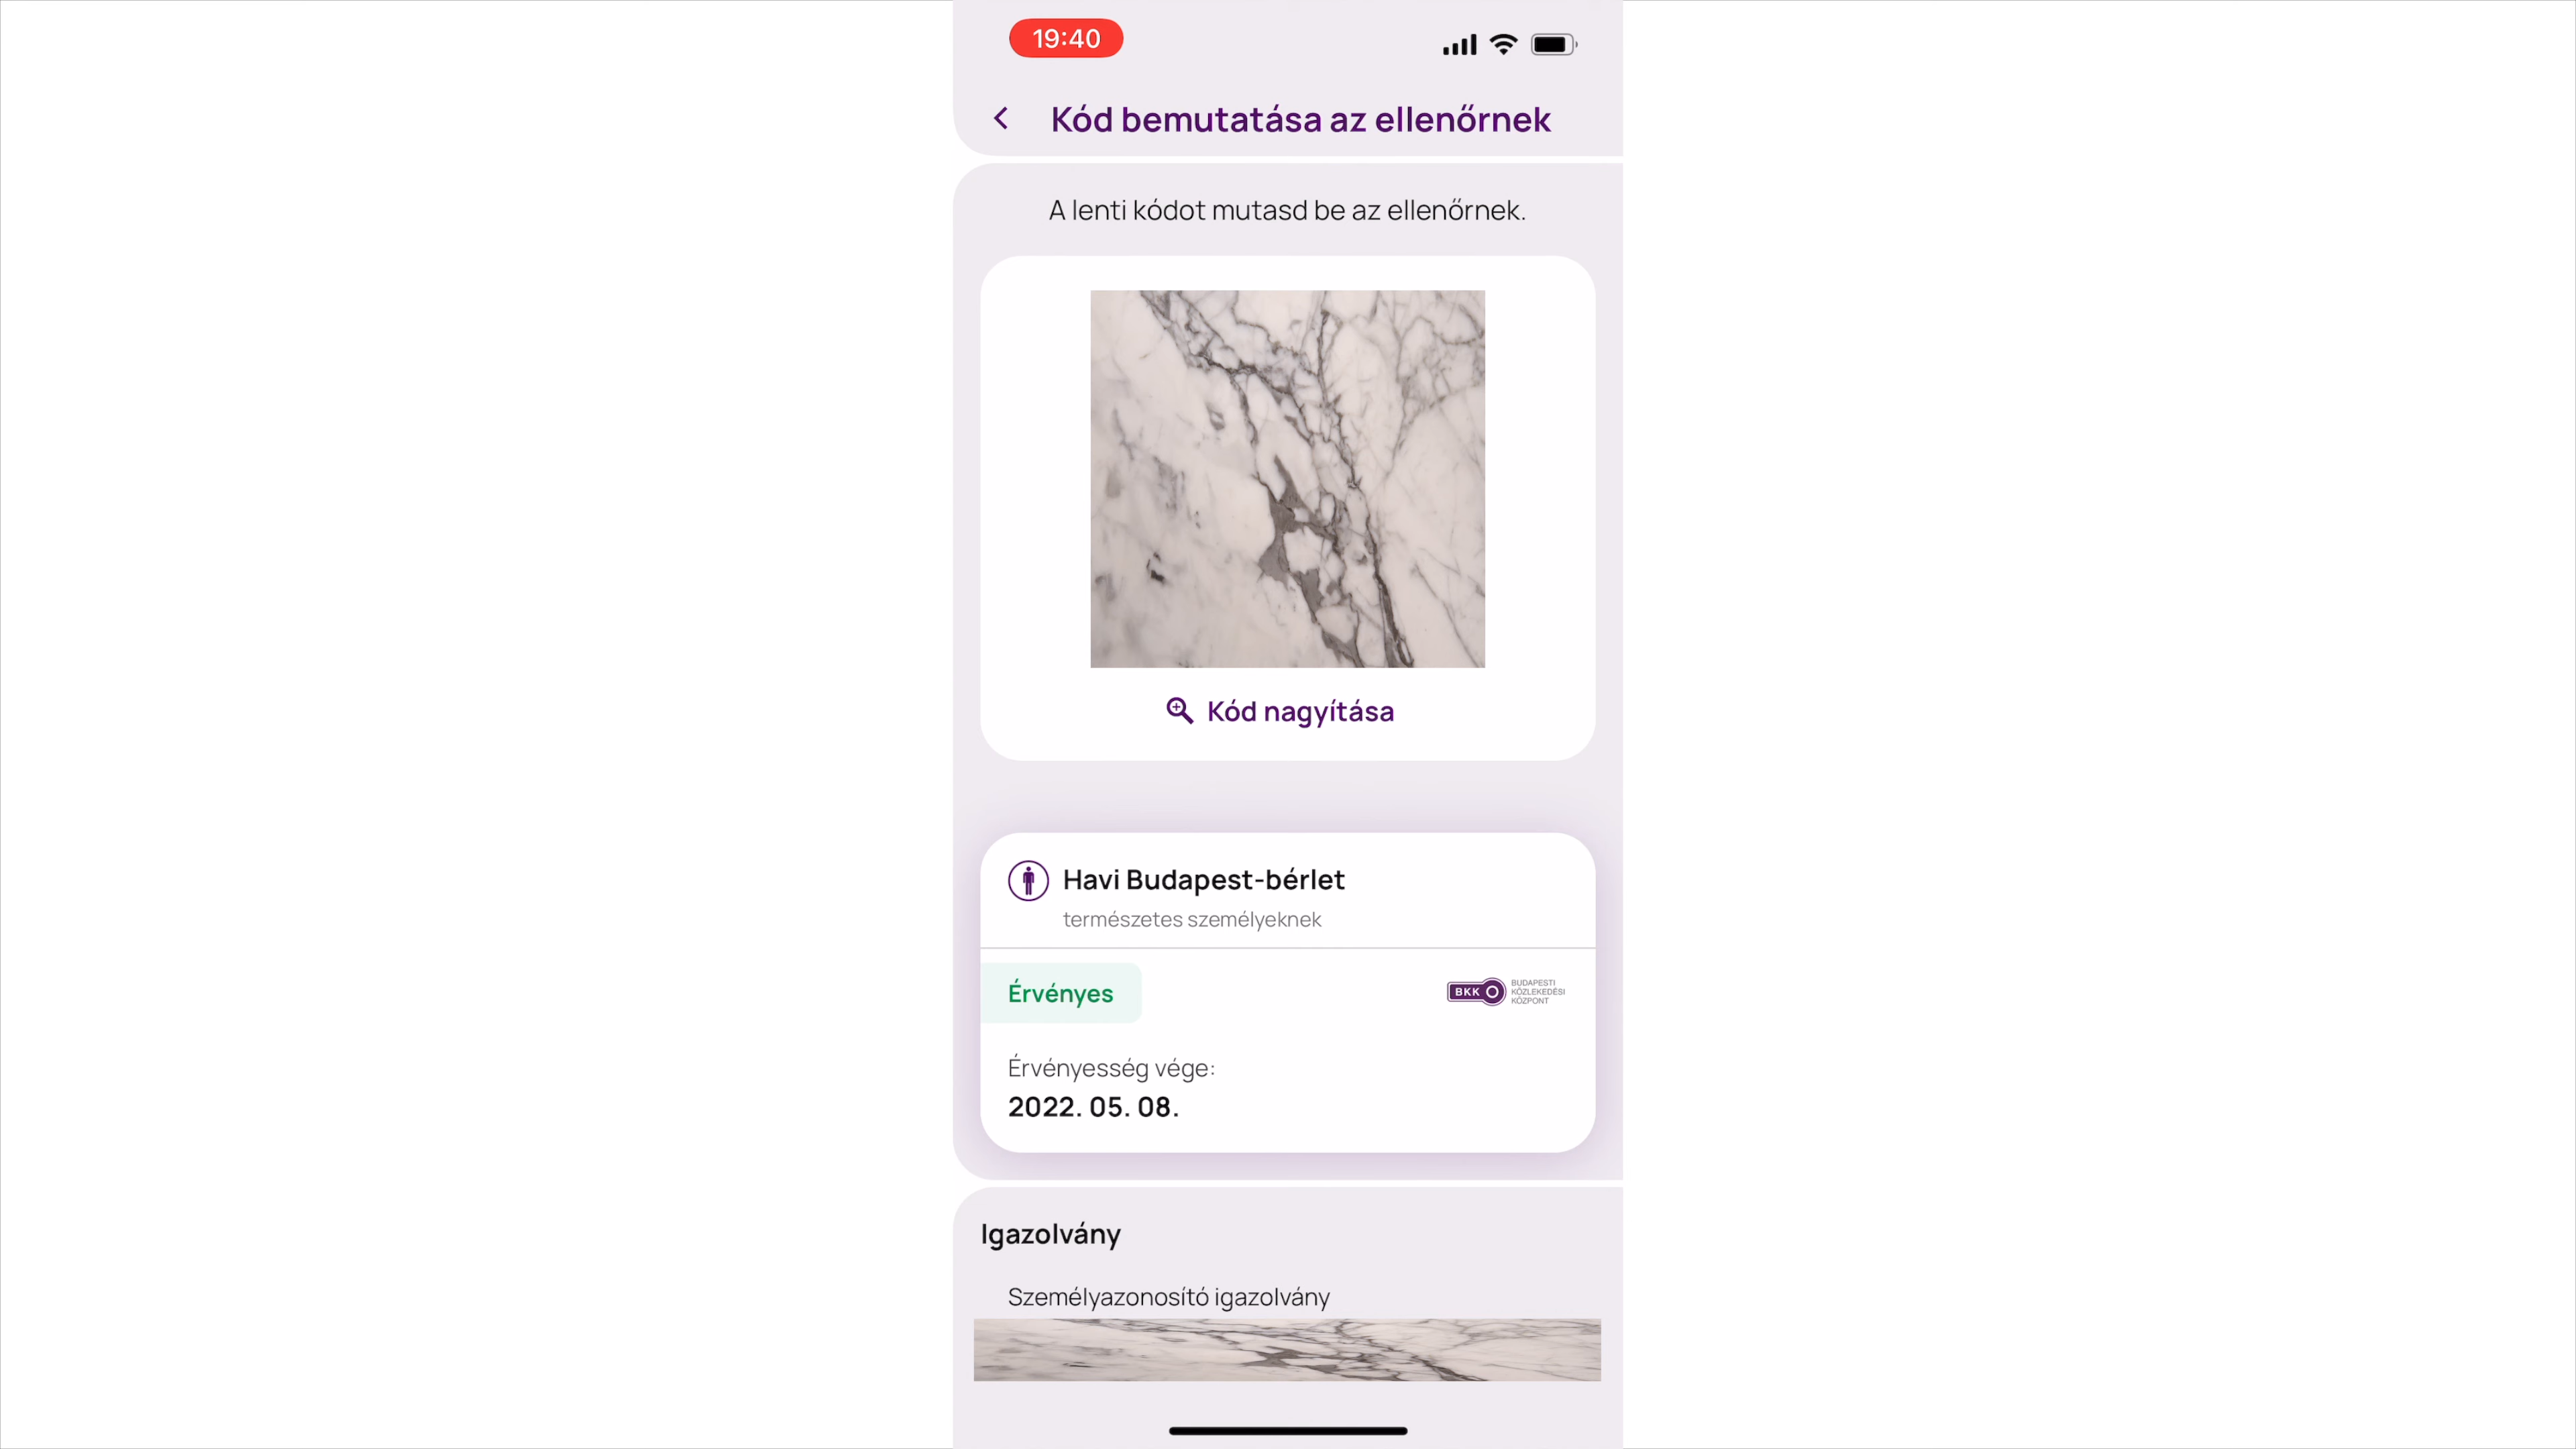 19:40
Kód bemutatása az ellenőrnek
A lenti kódot mutasd be az ellenőrnek.
Kód nagyítása
Havi Budapest-bérlet
természetes személyeknek
Érvényes
BKK
BUDAPESTI
KÖZLEKEDÉSI
KÖZPONT
Érvényesség vége:
2022. 05. 08.
Igazolvány
Személyazonosító igazolvány